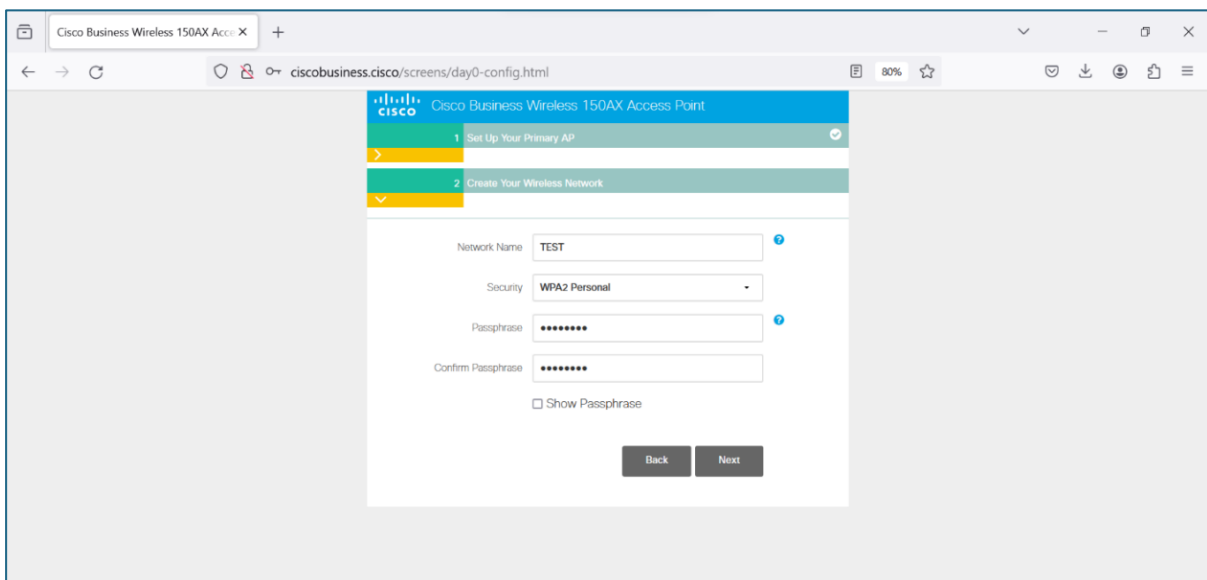 Cisco Business Wireless 150AX Acce
ciscobusiness.cisco/screens/day0-config.html
80%
CISCO Cisco Business Wireless 150AX Access Point
1 Set Up Your Primary AP
2 Create Your Wireless Network
Network Name TEST
Security WPA2 Personal
Passphrase ••••••••
Confirm Passphrase ••••••••
Show Passphrase
Back Next